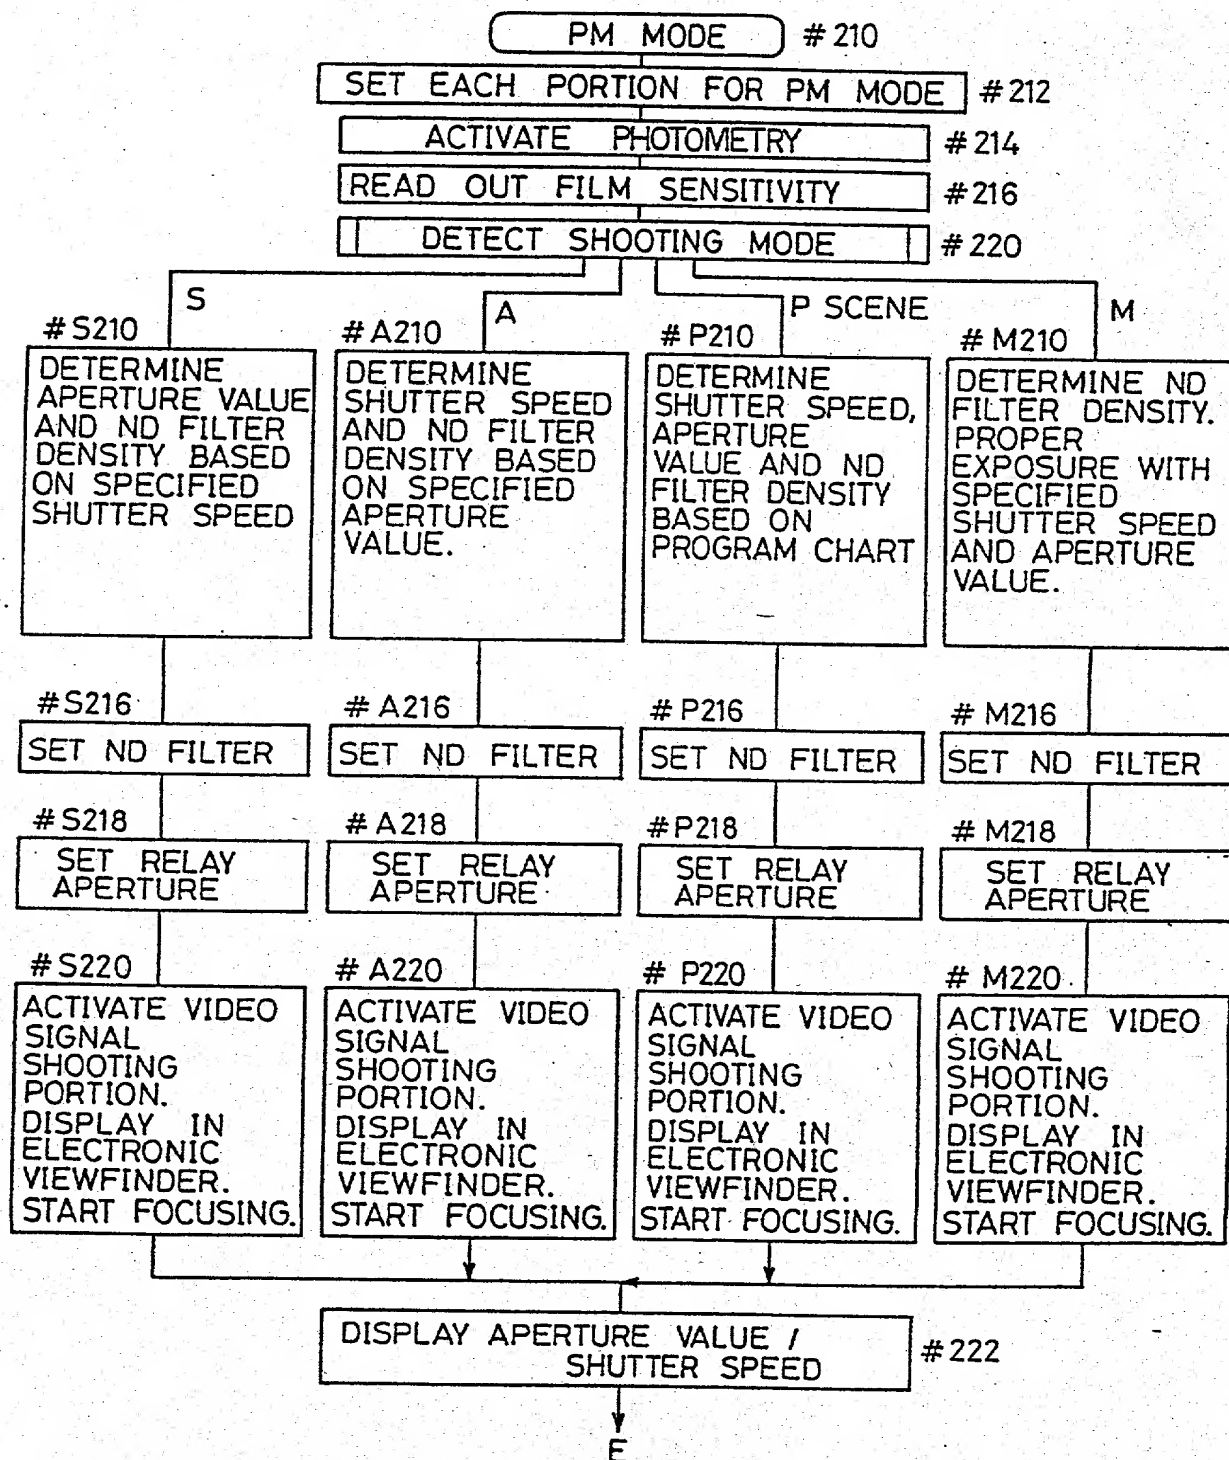 PM MODE #210
SET EACH PORTION FOR PM MODE #212
ACTIVATE PHOTOMETRY #214
READ OUT FILM SENSITIVITY #216
DETECT SHOOTING MODE #220
S
A
P SCENE
M
#S210
DETERMINE
APERTURE VALUE
AND ND FILTER
DENSITY BASED
ON SPECIFIED
SHUTTER SPEED
#A210
DETERMINE
SHUTTER SPEED
AND ND FILTER
DENSITY BASED
ON SPECIFIED
APERTURE
VALUE.
#P210
DETERMINE
SHUTTER SPEED,
APERTURE
VALUE AND ND
FILTER DENSITY
BASED ON
PROGRAM CHART
#M210
DETERMINE ND
FILTER DENSITY.
PROPER
EXPOSURE WITH
SPECIFIED
SHUTTER SPEED
AND APERTURE
VALUE.
#S216
SET ND FILTER
#A216
SET ND FILTER
#P216
SET ND FILTER
#M216
SET ND FILTER
#S218
SET RELAY
APERTURE
#A218
SET RELAY
APERTURE
#P218
SET RELAY
APERTURE
#M218
SET RELAY
APERTURE
#S220
ACTIVATE VIDEO
SIGNAL
SHOOTING
PORTION.
DISPLAY IN
ELECTRONIC
VIEWFINDER.
START FOCUSING.
#A220
ACTIVATE VIDEO
SIGNAL
SHOOTING
PORTION.
DISPLAY IN
ELECTRONIC
VIEWFINDER.
START FOCUSING.
#P220
ACTIVATE VIDEO
SIGNAL
SHOOTING
PORTION.
DISPLAY IN
ELECTRONIC
VIEWFINDER.
START FOCUSING.
#M220
ACTIVATE VIDEO
SIGNAL
SHOOTING
PORTION.
DISPLAY IN
ELECTRONIC
VIEWFINDER.
START FOCUSING.
DISPLAY APERTURE VALUE /
SHUTTER SPEED #222